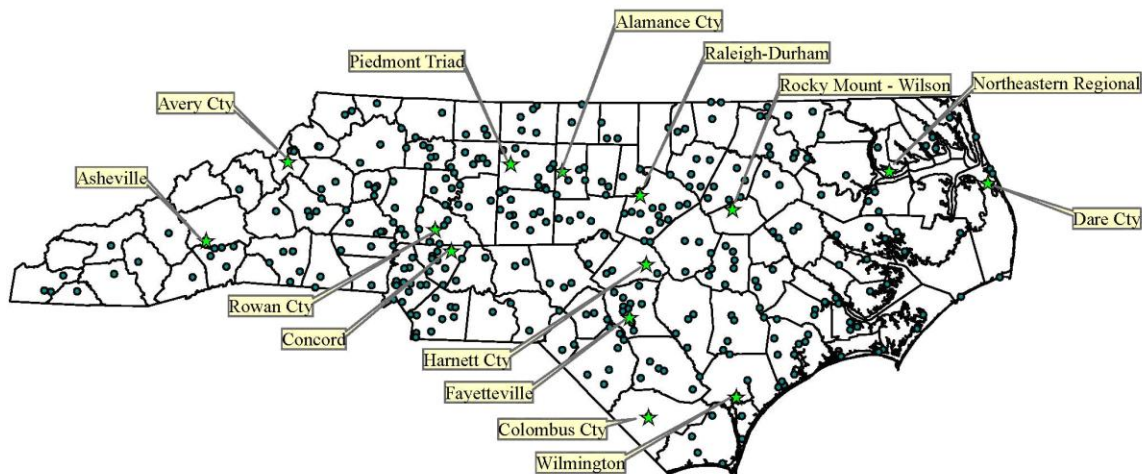 Alamance Cty
Piedmont Triad
Raleigh-Durham
Rocky Mount - Wilson
Northeastern Regional
Avery Cty
Asheville
Dare Cty
Rowan Cty
Concord
Harnett Cty
Fayetteville
Colombus Cty
Wilmington